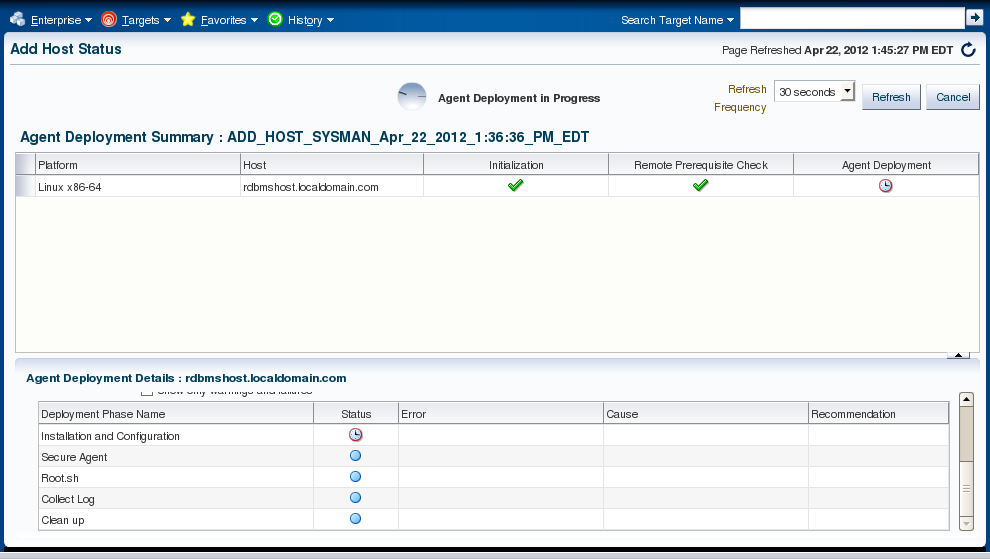 Enterprise Targets Favorites History Search Target Name
Add Host Status Page Refreshed Apr 22, 2012 1:45:27 PM EDT
Agent Deployment in Progress Refresh Frequency 30 seconds Refresh Cancel
Agent Deployment Summary : ADD_HOST_SYSMAN_Apr_22_2012_1:36:36_PM_EDT
Platform Host Initialization Remote Prerequisite Check Agent Deployment
Linux x86-64 rdbmshost.localdomain.com
Agent Deployment Details : rdbmshost.localdomain.com
Show only warnings and failures
Deployment Phase Name Status Error Cause Recommendation
Installation and Configuration
Secure Agent
Root.sh
Collect Log
Clean up